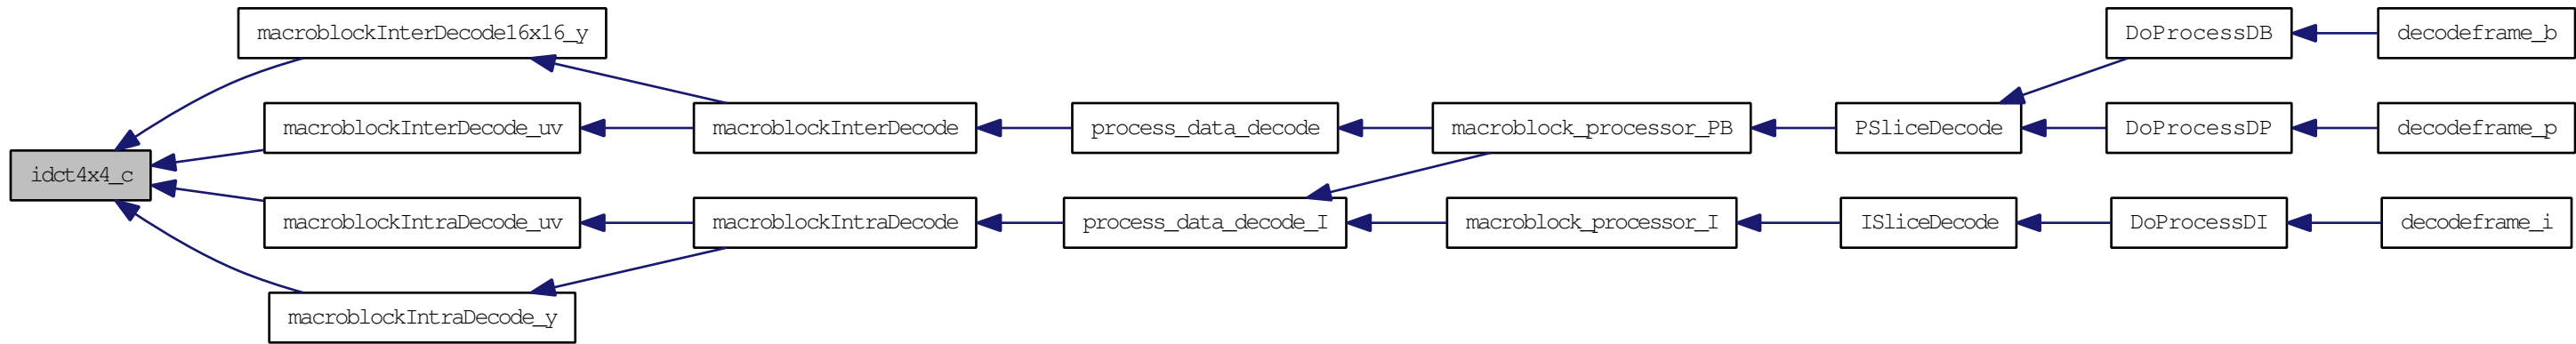 macroblockInterDecode16x16_y
DoProcessDB
decodeframe_b
macroblockInterDecode_uv
macroblockInterDecode
process_data_decode
macroblock_processor_PB
PSliceDecode
DoProcessDP
decodeframe_p
idct4x4_c
macroblockIntraDecode_uv
macroblockIntraDecode
process_data_decode_I
macroblock_processor_I
ISliceDecode
DoProcessDI
decodeframe_i
macroblockIntraDecode_y